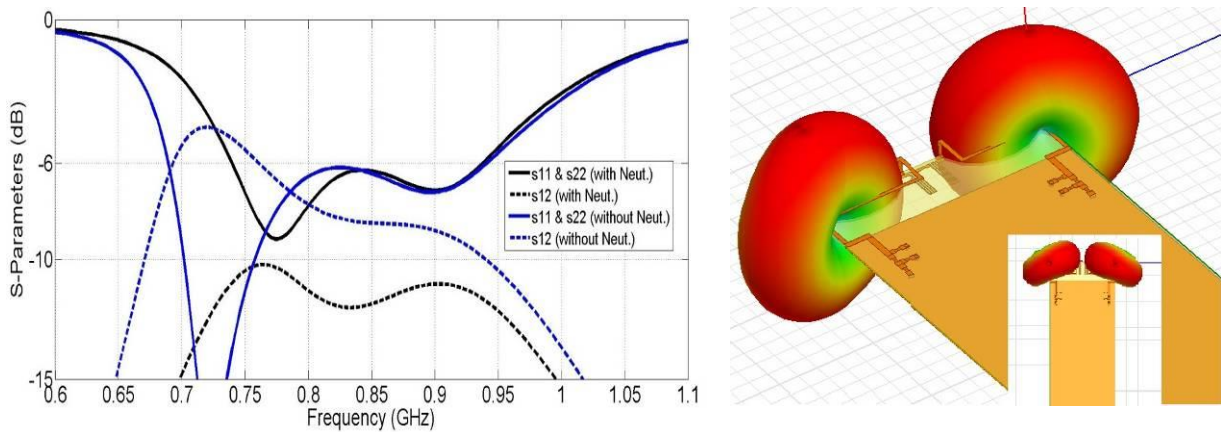 0
-6
-10
-15
S-Parameters (dB)
s11 & s22 (with Neut.)
s12 (with Neut.)
s11 & s22 (without Neut.)
s12 (without Neut.)
0.6 0.65 0.7 0.75 0.8 0.85 0.9 0.95 1 1.05 1.1
Frequency (GHz)